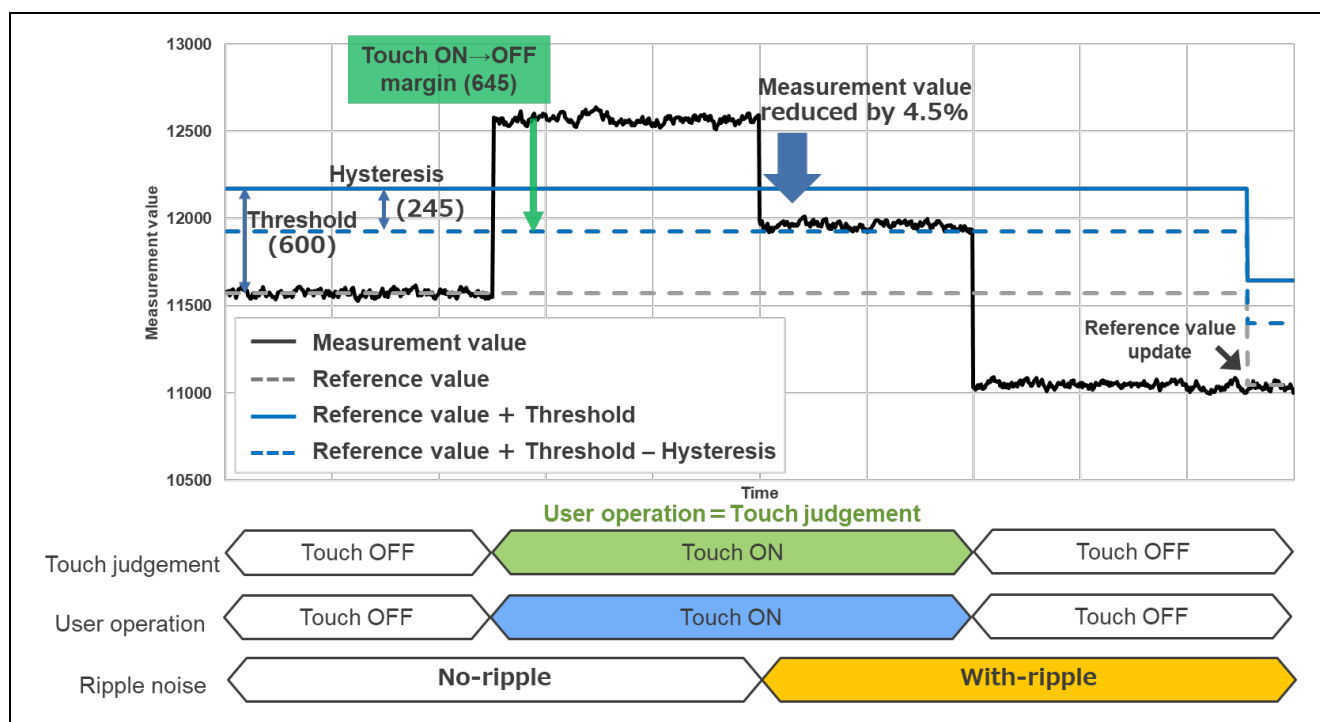 13000
12500
12000
11500
11000
10500
Measurement value
Touch ON→OFF
margin (645)
Measurement value
reduced by 4.5%
Hysteresis
(245)
Threshold
(600)
Reference value
update
Measurement value
Reference value
Reference value + Threshold
Reference value + Threshold – Hysteresis
Time
User operation = Touch judgement
Touch judgement
Touch OFF
Touch ON
Touch OFF
User operation
Touch OFF
Touch ON
Touch OFF
Ripple noise
No-ripple
With-ripple